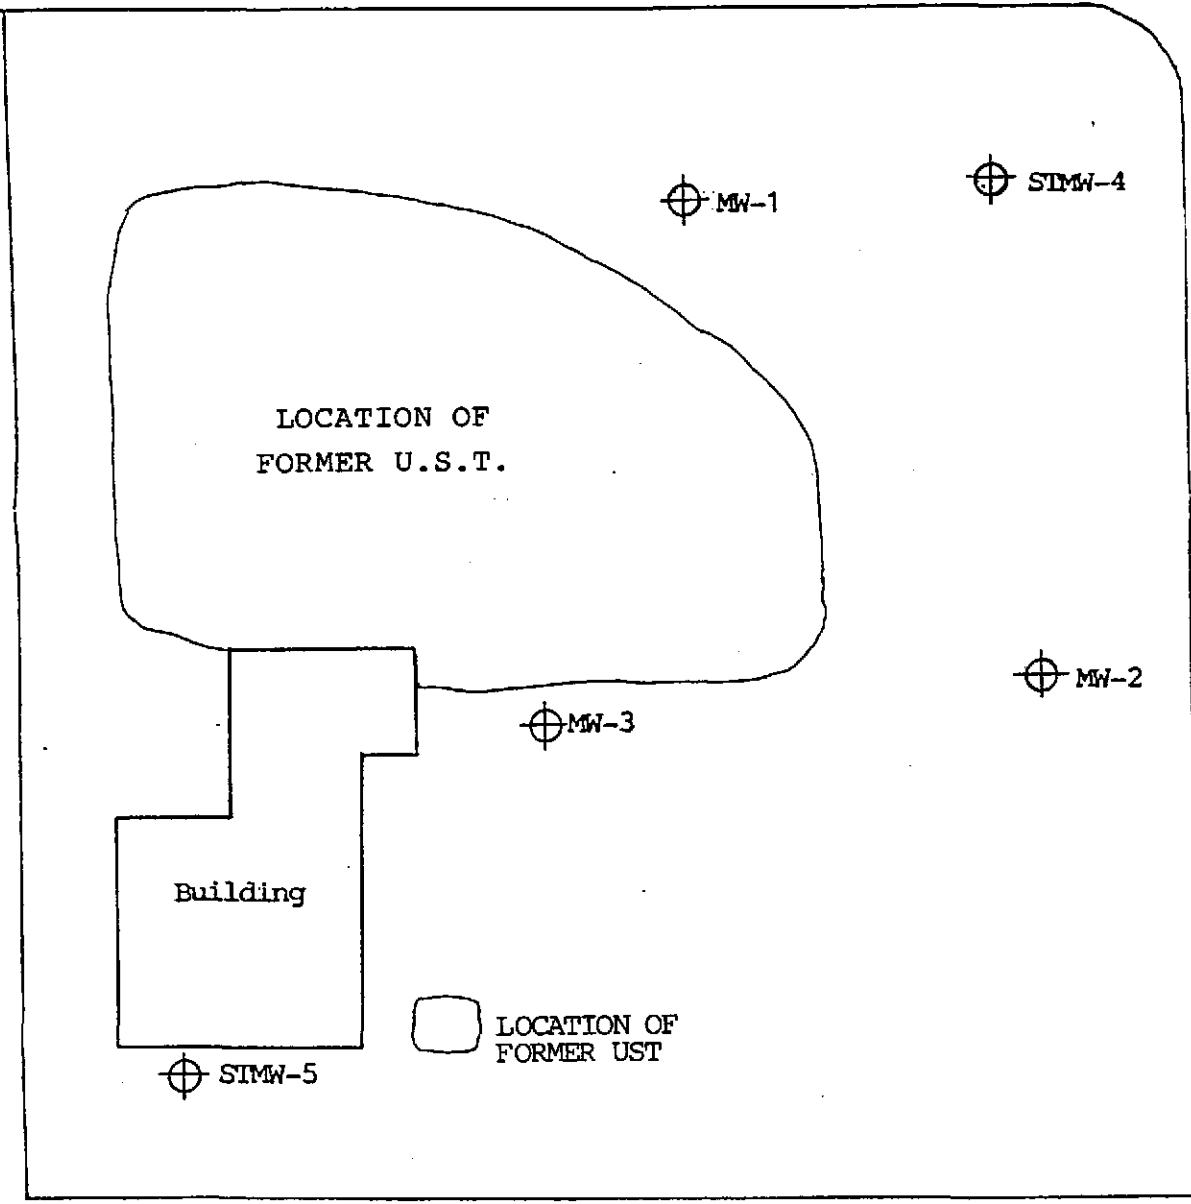 STMW-4
MW-1
LOCATION OF
FORMER U.S.T.
MW-2
MW-3
Building
LOCATION OF
FORMER UST
STMW-5